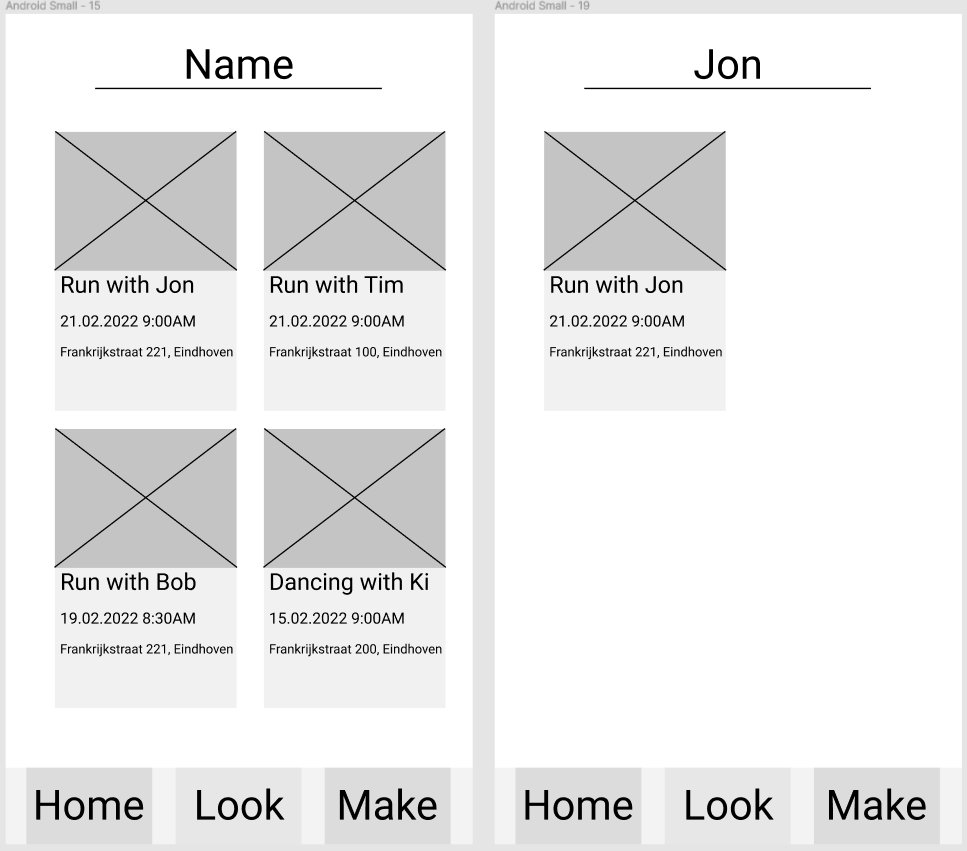 Android Small - 15
Name
Run with Jon
21.02.2022 9:00AM
Frankrijkstraat 221, Eindhoven
Run with Tim
21.02.2022 9:00AM
Frankrijkstraat 100, Eindhoven
Run with Bob
19.02.2022 8:30AM
Frankrijkstraat 221, Eindhoven
Dancing with Ki
15.02.2022 9:00AM
Frankrijkstraat 200, Eindhoven
Home
Look
Make
Android Small - 19
Jon
Run with Jon
21.02.2022 9:00AM
Frankrijkstraat 221, Eindhoven
Home
Look
Make